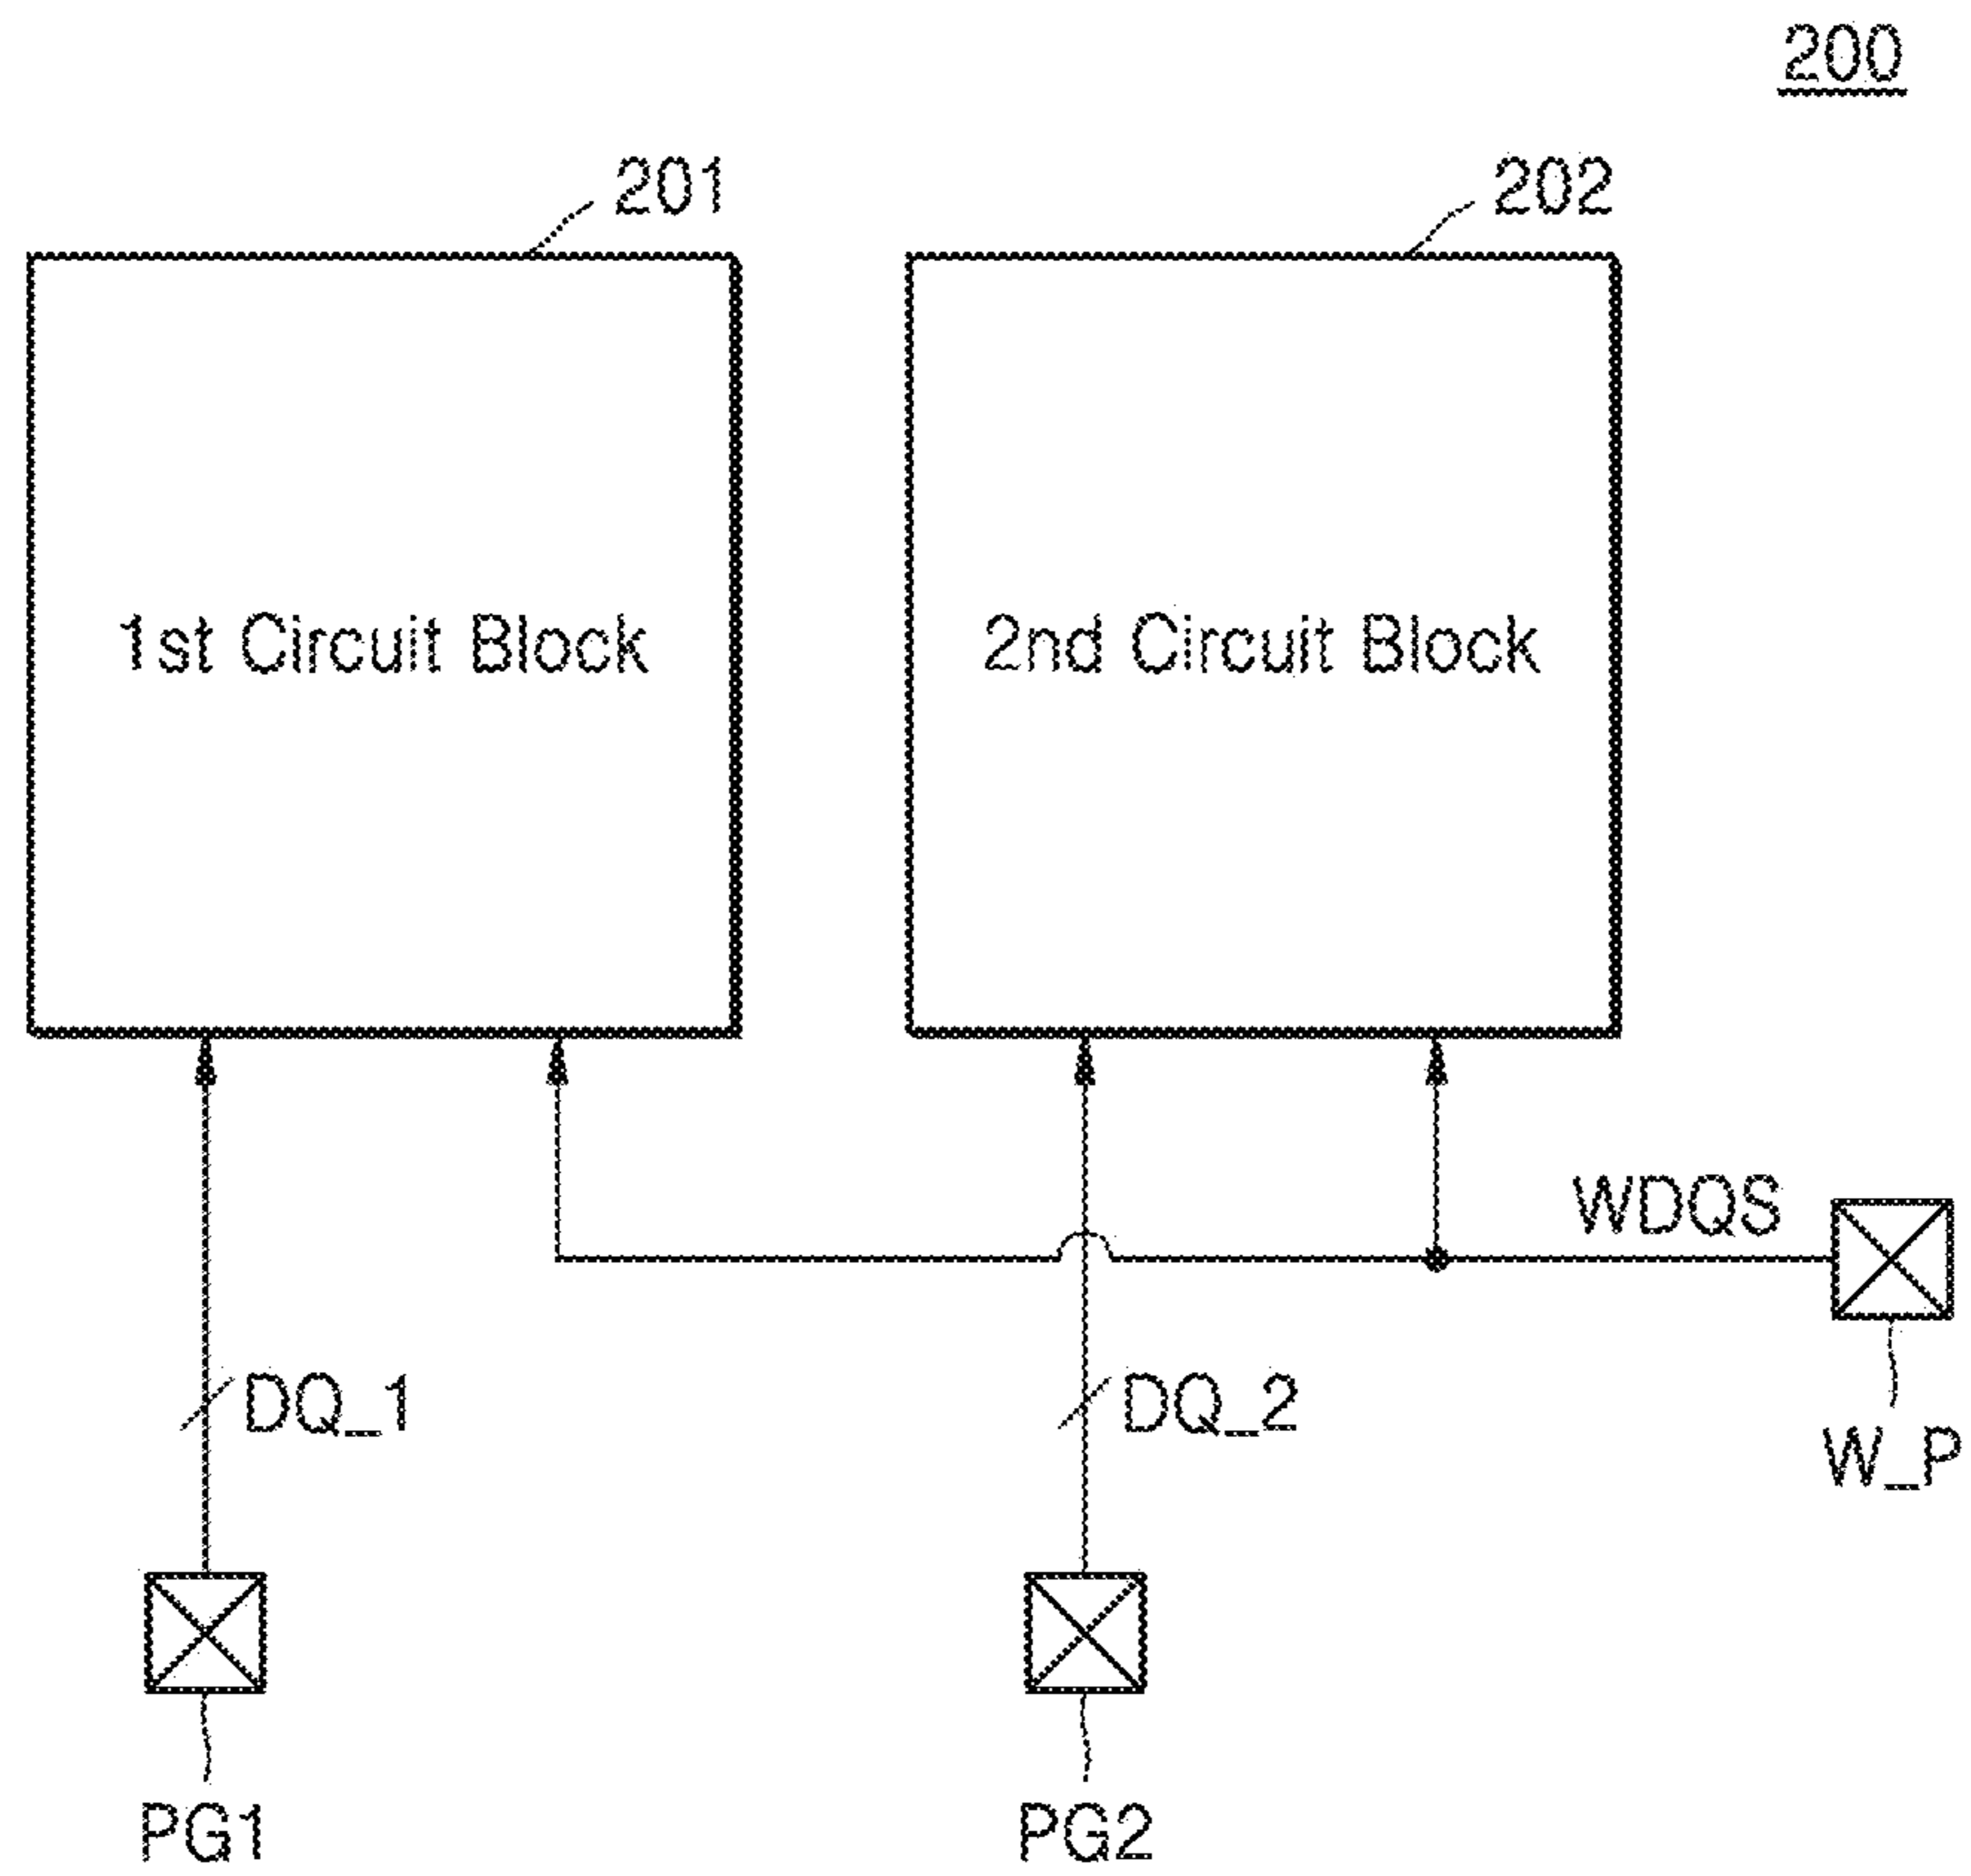 200
201
202
1st Circuit Block
2nd Circuit Block
WDQS
DQ_1
DQ_2
W_P
PG1
PG2